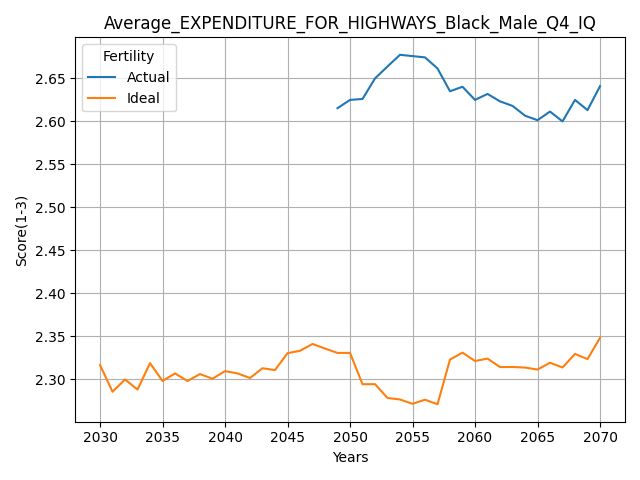 Average_EXPENDITURE_FOR_HIGHWAYS_Black_Male_Q4_IQ
Fertility
Actual
Ideal
Score(1-3)
2.65
2.60
2.55
2.50
2.45
2.40
2.35
2.30
2030 2035 2040 2045 2050 2055 2060 2065 2070
Years